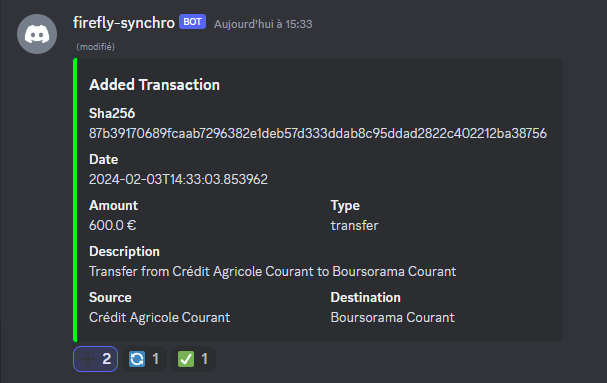 firefly-synchro BOT Aujourd'hui à 15:33
(modifié)
Added Transaction
Sha256
87b39170689fcaab7296382e1deb57d333ddab8c95ddad2822c402212ba38756
Date
2024-02-03T14:33:03.853962
Amount Type
600.0 € transfer
Description
Transfer from Crédit Agricole Courant to Boursorama Courant
Source Destination
Crédit Agricole Courant Boursorama Courant
2 1 1